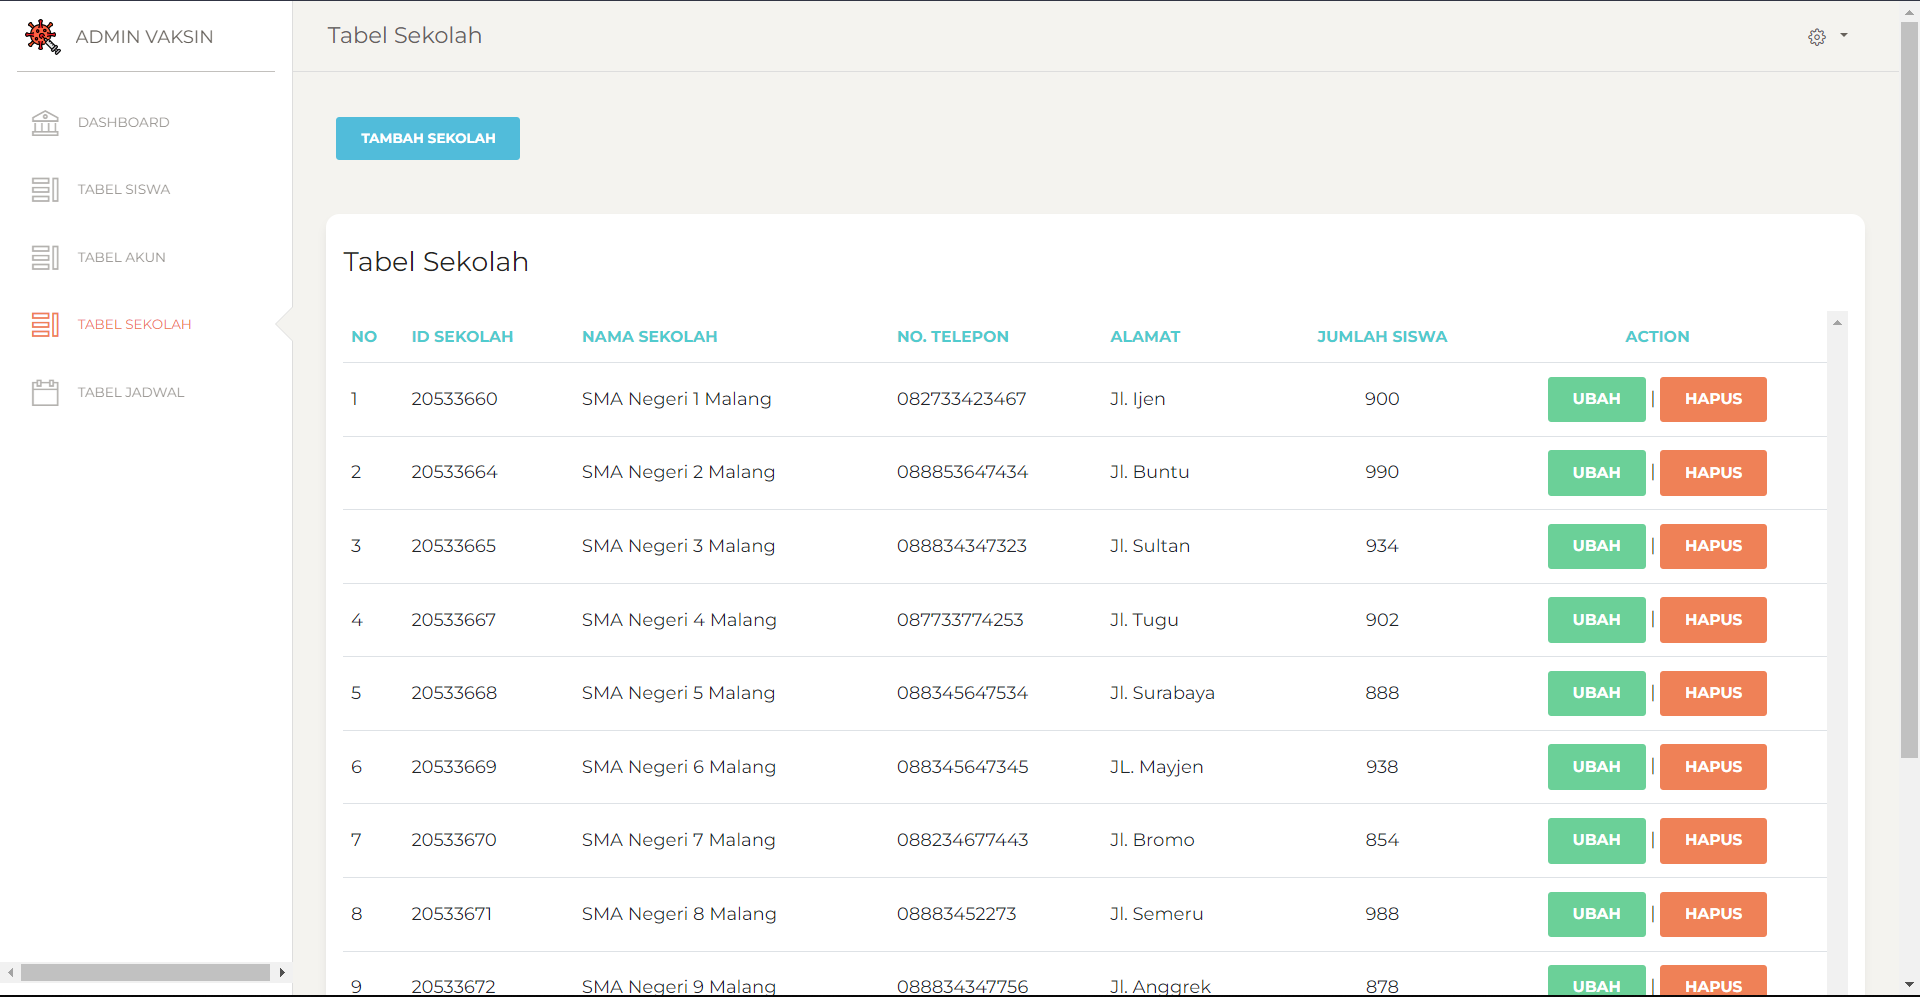 ADMIN VAKSIN
Tabel Sekolah
DASHBOARD
TABEL SISWA
TABEL AKUN
TABEL SEKOLAH
TABEL JADWAL
TAMBAH SEKOLAH
Tabel Sekolah
NO ID SEKOLAH NAMA SEKOLAH NO. TELEPON ALAMAT JUMLAH SISWA ACTION
1 20533660 SMA Negeri 1 Malang 082733423467 Jl. Ijen 900 UBAH | HAPUS
2 20533664 SMA Negeri 2 Malang 088853647434 Jl. Buntu 990 UBAH | HAPUS
3 20533665 SMA Negeri 3 Malang 088834347323 Jl. Sultan 934 UBAH | HAPUS
4 20533667 SMA Negeri 4 Malang 087733774253 Jl. Tugu 902 UBAH | HAPUS
5 20533668 SMA Negeri 5 Malang 088345647534 Jl. Surabaya 888 UBAH | HAPUS
6 20533669 SMA Negeri 6 Malang 088345647345 JL. Mayjen 938 UBAH | HAPUS
7 20533670 SMA Negeri 7 Malang 088234677443 Jl. Bromo 854 UBAH | HAPUS
8 20533671 SMA Negeri 8 Malang 08883452273 Jl. Semeru 988 UBAH | HAPUS
9 20533672 SMA Negeri 9 Malang 088834347756 Jl. Anggrek 878 UBAH | HAPUS